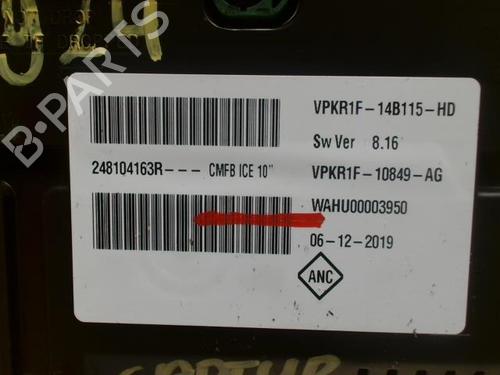 VPKR1F-14B115-HD
Sw Ver 8.16
248104163R--- CMFB ICE 10"
VPKR1F-10849-AG
WAHU00003950
06-12-2019
ANC